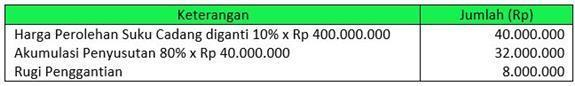 Keterangan Jumlah (Rp)
Harga Perolehan Suku Cadang diganti 10% x Rp 400.000.000 40.000.000
Akumulasi Penyusutan 80% x Rp 40.000.000 32.000.000
Rugi Penggantian 8.000.000